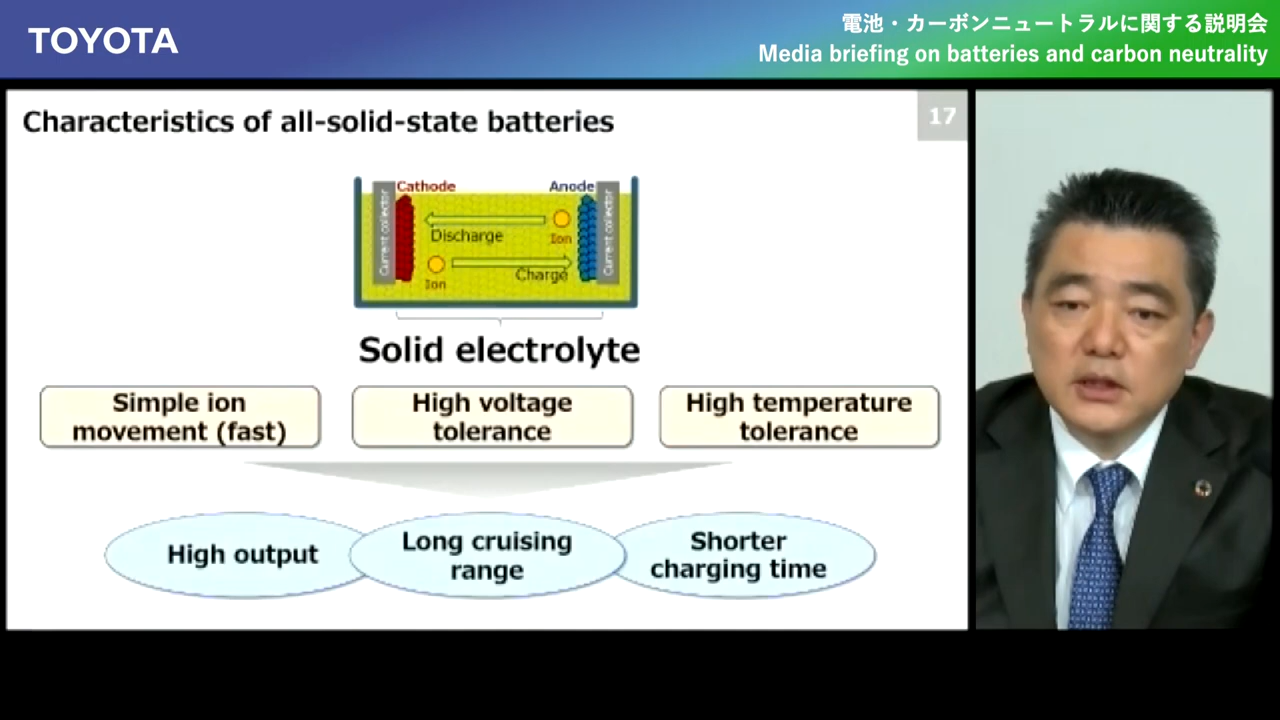 TOYOTA
電池・カーボンニュートラルに関する説明会
Media briefing on batteries and carbon neutrality
Characteristics of all-solid-state batteries
17
Cathode
Anode
Current collector
Discharge
Ion
Current collector
Ion
Charge
Solid electrolyte
Simple ion
movement (fast)
High voltage
tolerance
High temperature
tolerance
High output
Long cruising
range
Shorter
charging time